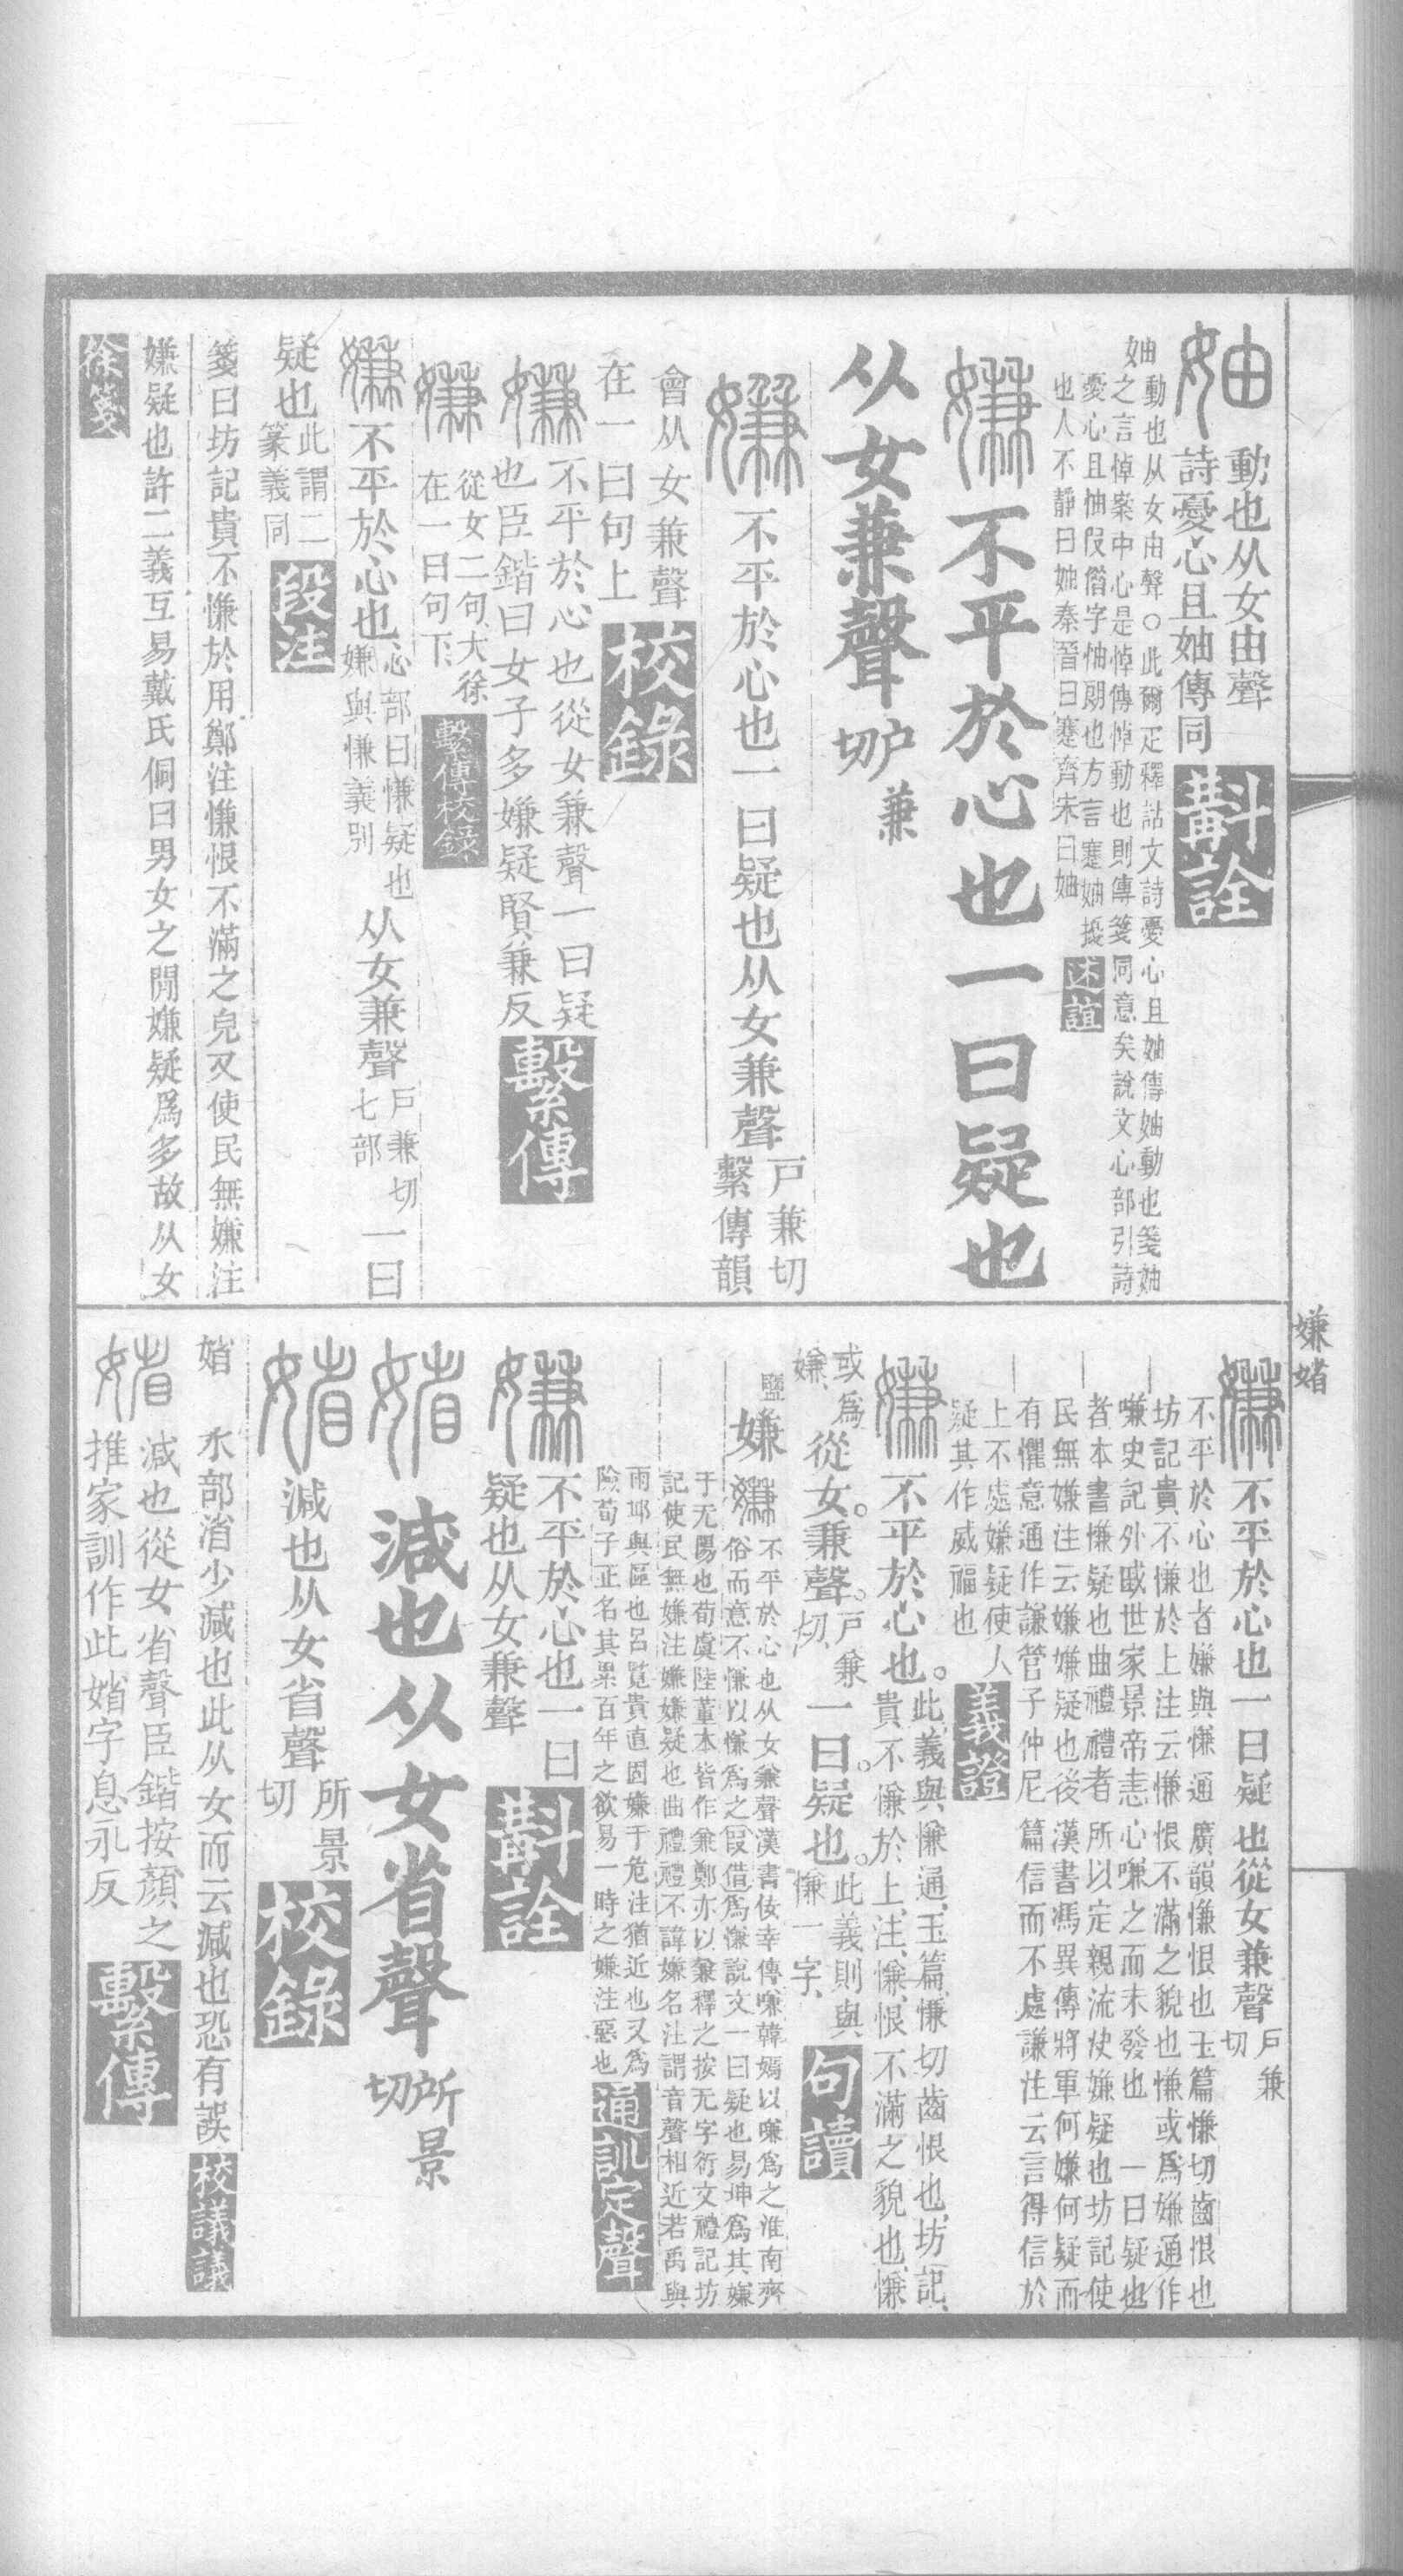 嫌婿
妯動也从女由聲
詩憂心且妯傳同斠詮
妯動也从女由聲○此爾疋釋詁文詩憂心且妯傳妯動也箋妯
之言悼案中心是悼傳悼動也則傳箋同意矣說文心部引詩
憂心且怞叚借字怞朗也方言蹇妯擾
也人不靜曰妯秦晉曰蹇齊宋曰妯述誼
嫌不平於心也一曰疑也
从女兼聲戶兼切
嫌不平於心也一曰疑也从女兼聲戶兼切繫傳韻
會从女兼聲
在一曰句上校錄
嫌不平於心也從女兼聲一曰疑
也臣鍇曰女子多嫌疑賢兼反繫傳
嫌從女二句大徐
在一曰句下繫傳校錄
嫌不平於心也心部曰慊疑也嫌與慊義別从女兼聲戶兼切七部一曰
疑也此謂二篆義同段注
箋曰坊記貴不慊於用鄭注慊恨不滿之皃又使民無嫌注
嫌疑也許二義互易戴氏侗曰男女之閒嫌疑爲多故从女
徐箋
嫌不平於心也一曰疑也從女兼聲戶兼切
不平於心也者嫌與慊通廣韻慊恨也玉篇慊切齒恨也
坊記貴不慊於上注云慊恨不滿之貌也慊或爲嫌通作
嗛史記外戚世家景帝恚心嗛之而未發也一曰疑也
者本書慊疑也曲禮禮者所以定親流決嫌疑也坊記使
民無嫌注云嫌嫌疑也後漢書馮異傳將軍何嫌何疑而
有懼意通作謙管子仲尼篇信而不處謙注云言得信於
上不處嫌疑使人
疑其作威福也義證
嫌不平於心也。此義與慊通玉篇慊切齒恨也坊記
貴不慊於上注慊恨不滿之貌也慊
或爲嫌從女。兼聲。戶兼切一曰。疑也。此義則與慊一字句讀
鹽嫌嫌不平於心也从女兼聲漢書佞幸傳嗛韓嫣以嗛爲之淮南齊
俗而意不慊以慊爲之叚借爲慊說文一曰疑也易坤爲其嫌
于无陽也荀虞陸董本皆作兼鄭亦以兼釋之按无字衍文禮記坊
記使民無嫌注嫌嫌疑也曲禮禮不諱嫌名注謂音聲相近若禹與
雨邱與區也呂覽貴直固嫌于危注猶近也又爲
險荀子正名其累百年之欲易一時之嫌注惡也通訓定聲
嫌不平於心也一曰
疑也从女兼聲斠詮
婿減也从女省聲所景切
婿減也从女省聲所景切校錄
婿 水部渻少減也此从女而云減也恐有誤校議議
婿減也從女省聲臣鍇按顏之
推家訓作此婿字息永反繫傳